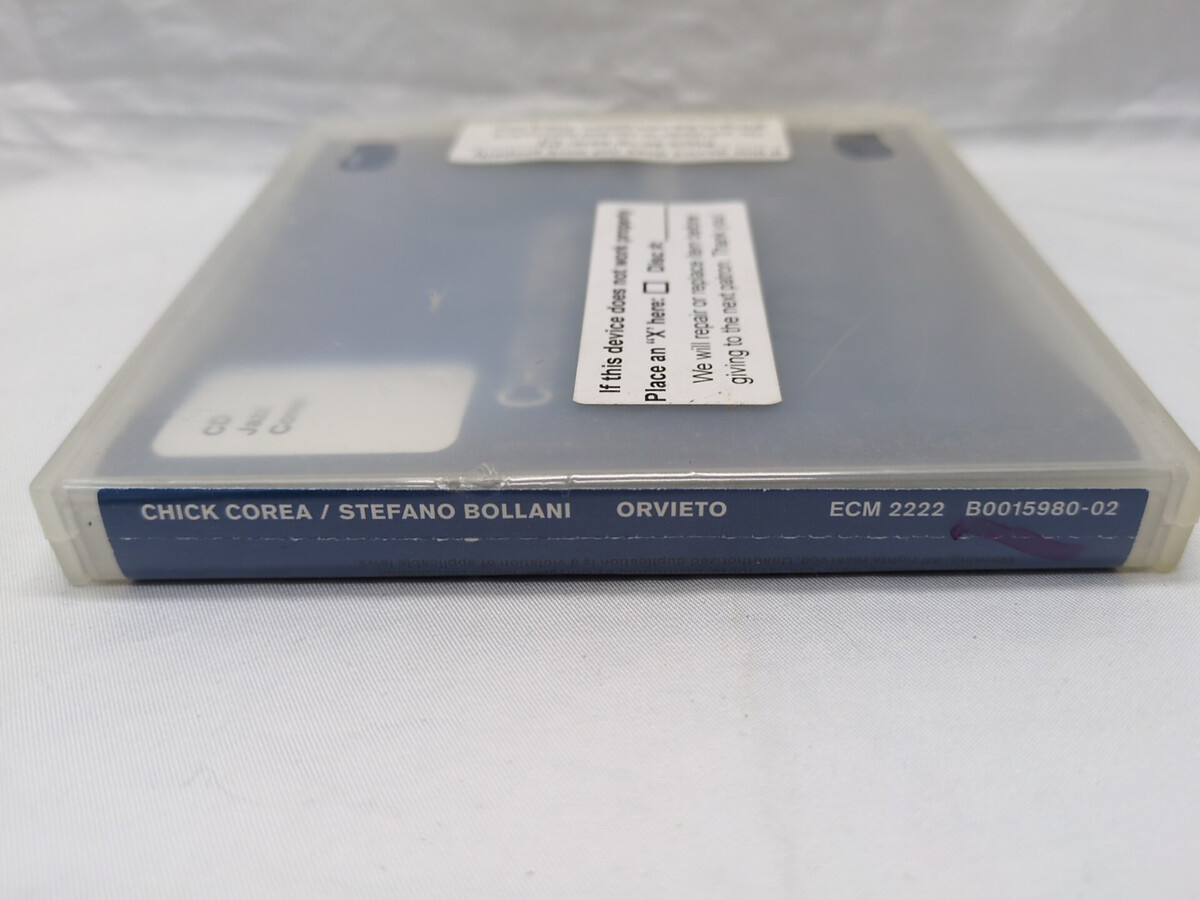 If this device does not work properly
Place an "X" here: Disc #:
We will repair or replace item before
giving to the next patron. Thank you!
CD
Jazz
Corea
CHICK COREA / STEFANO BOLLANI ORVIETO ECM 2222 B0015980-02